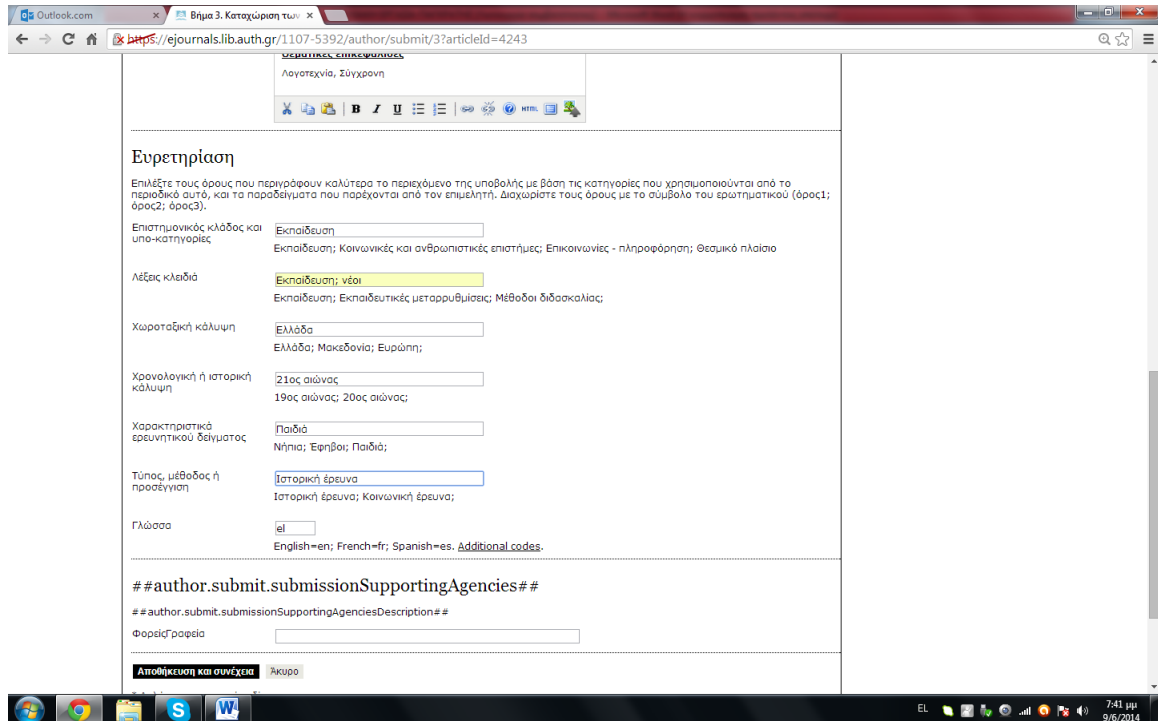 Outlook.com
Βήμα 3. Καταχώριση των
https://ejournals.lib.auth.gr/1107-5392/author/submit/3?articleId=4243
Θεματικές επικεφαλίδες
Λογοτεχνία, Σύγχρονη
B I U HTML
Ευρετηρίαση
Επιλέξτε τους όρους που περιγράφουν καλύτερα το περιεχόμενο της υποβολής με βάση τις κατηγορίες που χρησιμοποιούνται από το
περιοδικό αυτό, και τα παραδείγματα που παρέχονται από τον επιμελητή. Διαχωρίστε τους όρους με το σύμβολο του ερωτηματικού (όρος1;
όρος2; όρος3).
Επιστημονικός κλάδος και
υπο-κατηγορίες
Εκπαίδευση
Εκπαίδευση; Κοινωνικές και ανθρωπιστικές επιστήμες; Επικοινωνίες - πληροφόρηση; Θεσμικό πλαίσιο
Λέξεις κλειδιά
Εκπαίδευση; νέοι
Εκπαίδευση; Εκπαιδευτικές μεταρρυθμίσεις; Μέθοδοι διδασκαλίας;
Χωροταξική κάλυψη
Ελλάδα
Ελλάδα; Μακεδονία; Ευρώπη;
Χρονολογική ή ιστορική
κάλυψη
21ος αιώνας
19ος αιώνας; 20ος αιώνας;
Χαρακτηριστικά
ερευνητικού δείγματος
Παιδιά
Νήπια; Έφηβοι; Παιδιά;
Τύπος, μέθοδος ή
προσέγγιση
Ιστορική έρευνα
Ιστορική έρευνα; Κοινωνική έρευνα;
Γλώσσα
el
English=en; French=fr; Spanish=es. Additional codes.
##author.submit.submissionSupportingAgencies##
##author.submit.submissionSupportingAgenciesDescription##
ΦορείςΓραφεία
Αποθήκευση και συνέχεια Άκυρο
EL
7:41 μμ
9/6/2014